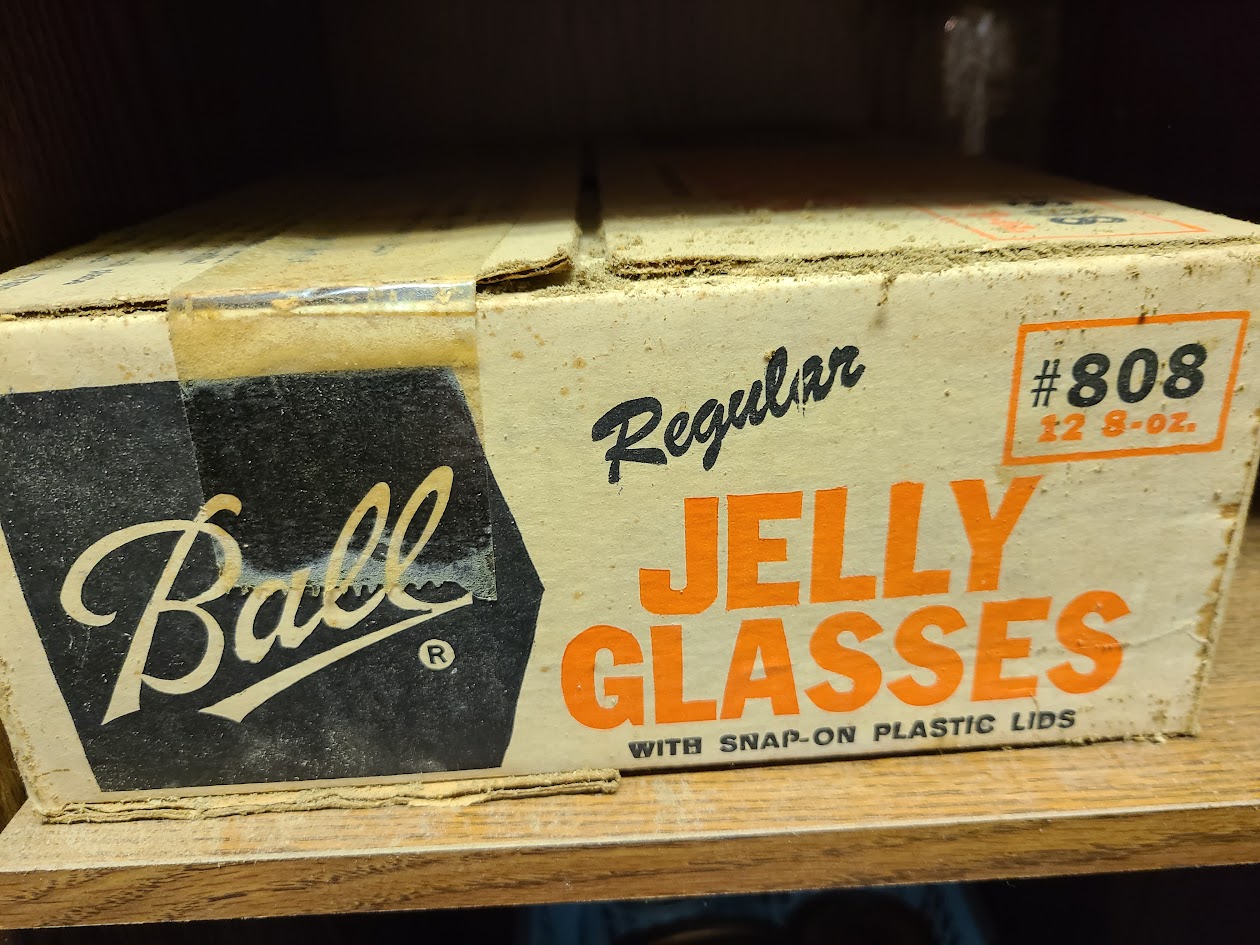 Ball
®
Regular
#808
12 8-oz.
JELLY
GLASSES
WITH SNAP-ON PLASTIC LIDS